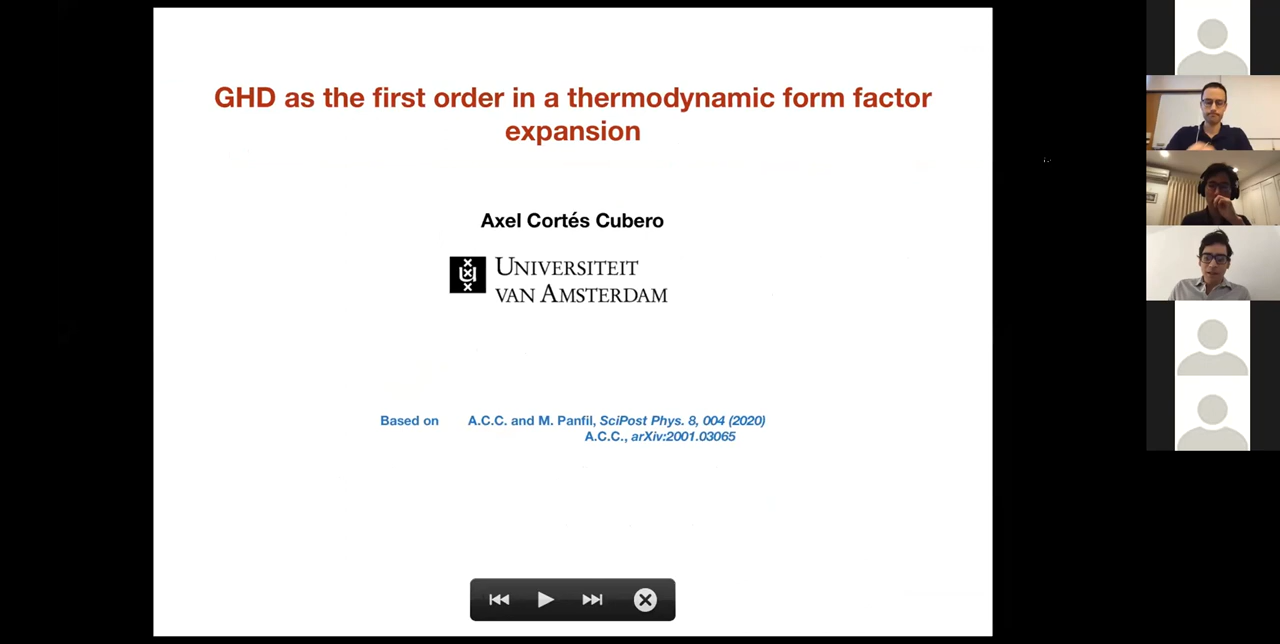 GHD as the first order in a thermodynamic form factor
expansion
Axel Cortés Cubero
UNIVERSITEIT
VAN AMSTERDAM
Based on A.C.C. and M. Panfil, SciPost Phys. 8, 004 (2020)
A.C.C., arXiv:2001.03065